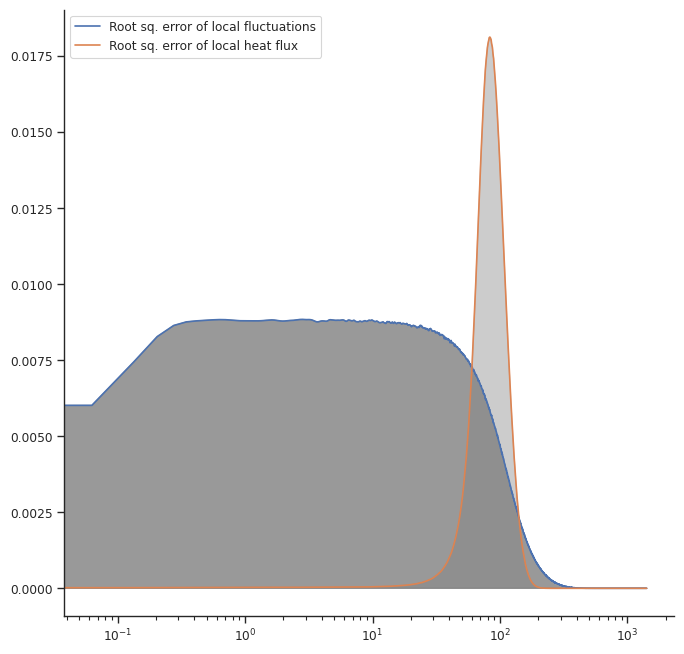 Root sq. error of local fluctuations
Root sq. error of local heat flux
0.0175
0.0150
0.0125
0.0100
0.0075
0.0050
0.0025
0.0000
10⁻¹ 10⁰ 10¹ 10² 10³